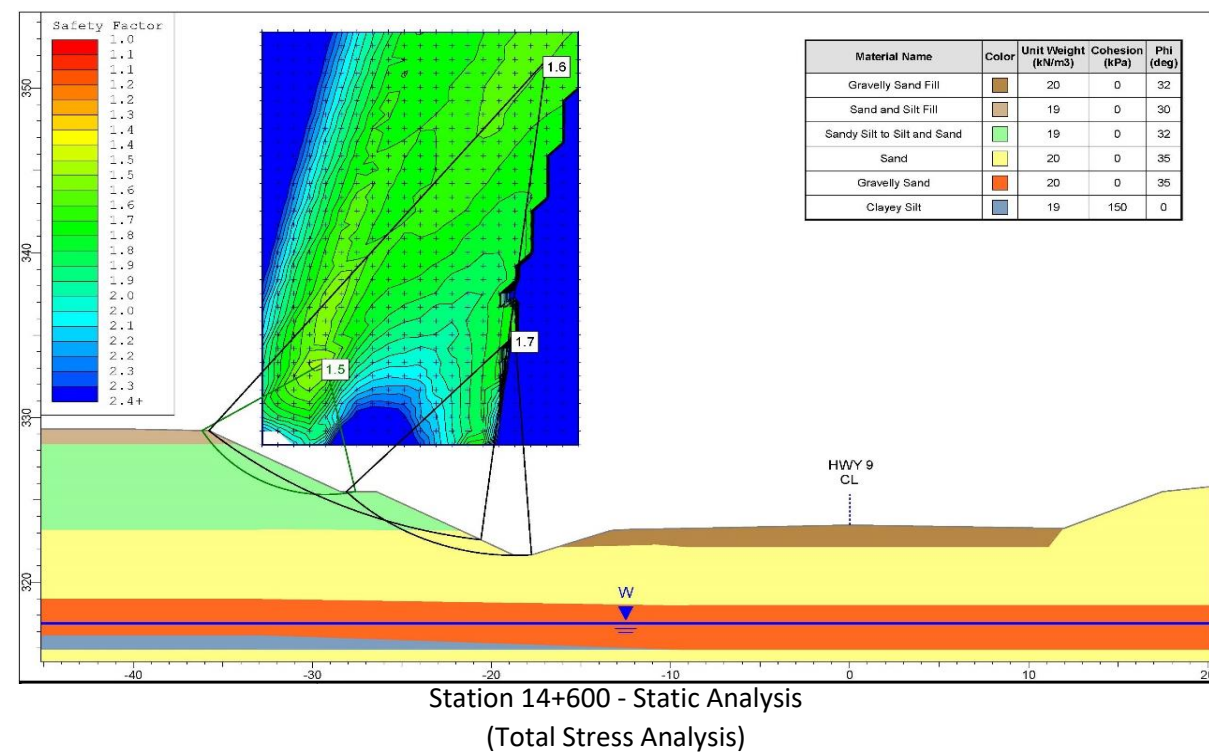 Safety Factor
1.0
1.1
1.1
1.2
1.2
1.3
1.3
1.4
1.5
1.5
1.6
1.6
1.7
1.8
1.8
1.9
1.9
2.0
2.0
2.1
2.2
2.2
2.3
2.3
2.4+
350
340
330
320
1.6
1.5
1.7
Material Name Color Unit Weight (kN/m3) Cohesion (kPa) Phi (deg)
Gravelly Sand Fill 20 0 32
Sand and Silt Fill 19 0 30
Sandy Silt to Silt and Sand 19 0 32
Sand 20 0 35
Gravelly Sand 20 0 35
Clayey Silt 19 150 0
HWY 9
CL
W
-40 -30 -20 -10 0 10 20
Station 14+600 - Static Analysis
(Total Stress Analysis)